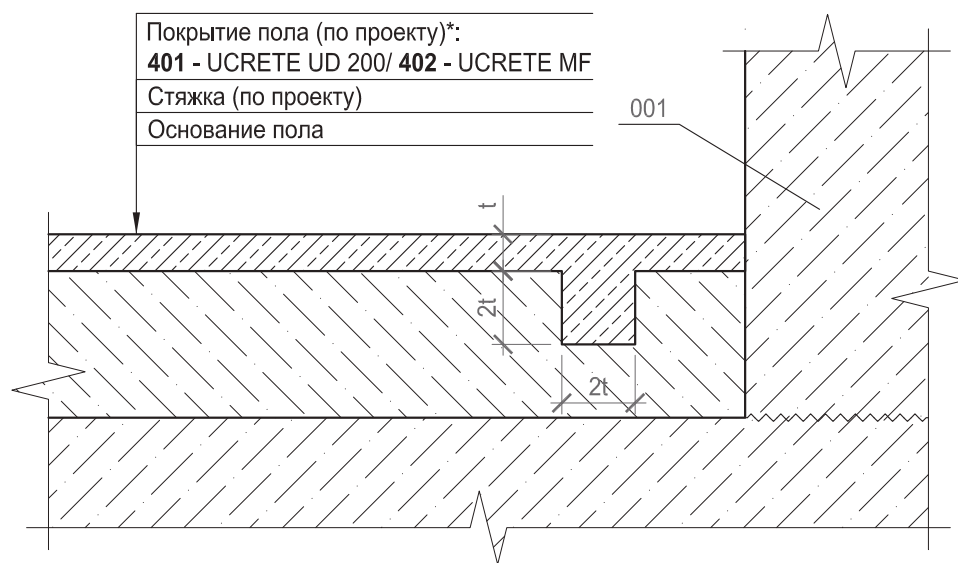 Покрытие пола (по проекту)*:
401 - UCRETE UD 200/ 402 - UCRETE MF
Стяжка (по проекту)
Основание пола
001
t
2t
2t